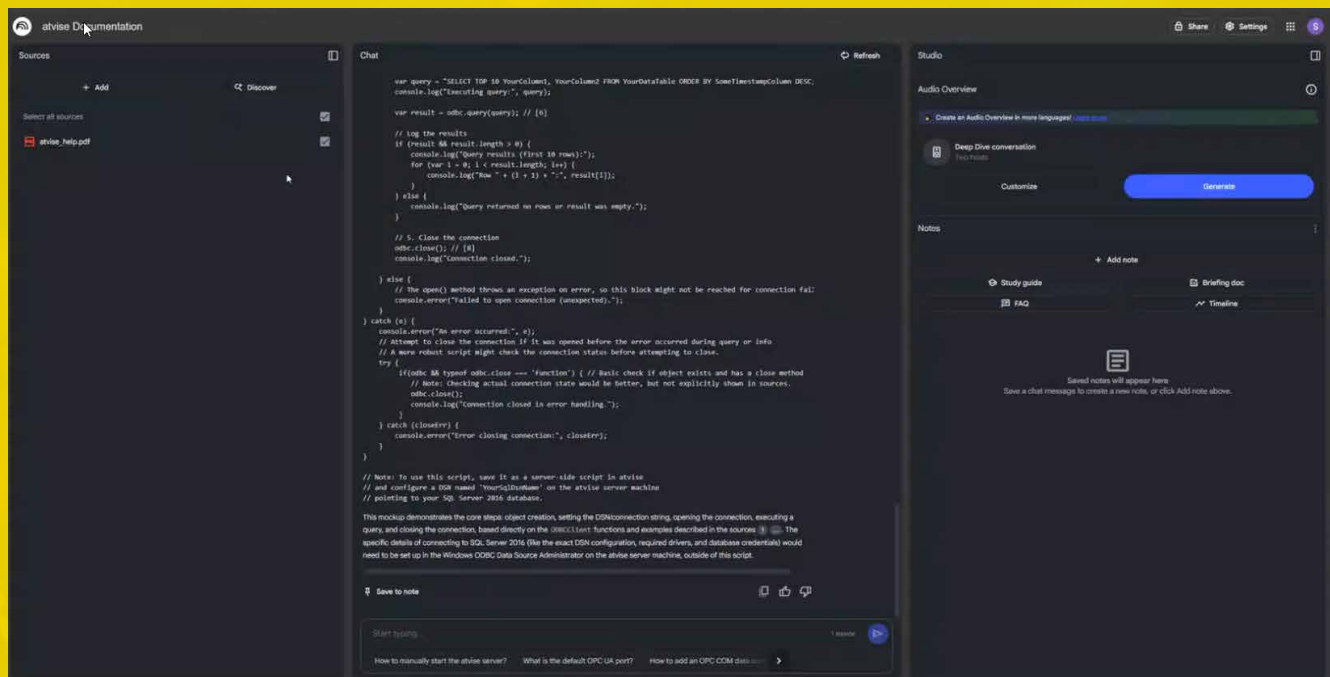 atvise Documentation
Share
Settings
S
Sources
+ Add
Discover
Select all sources
atvise_help.pdf
Chat
Refresh
var query = "SELECT TOP 10 YourColumn1, YourColumn2 FROM YourDataTable ORDER BY SomeTimestampColumn DESC;
console.log("Executing query:", query);
var result = odbc.query(query); // [6]
// Log the results
if (result && result.length > 0) {
console.log("Query results (first 10 rows):");
for (var i = 0; i < result.length; i++) {
console.log("Row " + (i + 1) + ":", result[i]);
}
} else {
console.log("Query returned no rows or result was empty.");
}
// 5. Close the connection
odbc.close(); // [8]
console.log("Connection closed.");
} else {
// The open() method throws an exception on error, so this block might not be reached for connection fail
console.error("Failed to open connection (unexpected).");
}
} catch (e) {
console.error("An error occurred:", e);
// Attempt to close the connection if it was opened before the error occurred during query or info
// A more robust script might check the connection status before attempting to close.
try {
if(odbc && typeof odbc.close === 'function') { // Basic check if object exists and has a close method
// Note: Checking actual connection state would be better, but not explicitly shown in sources.
odbc.close();
console.log("Connection closed in error handling.");
}
} catch (closeErr) {
console.error("Error closing connection:", closeErr);
}
}
// Note: To use this script, save it as a server-side script in atvise
// and configure a DSN named 'YourSqlDsnName' on the atvise server machine
// pointing to your SQL Server 2016 database.
This mockup demonstrates the core steps: object creation, setting the DSN/connection string, opening the connection, executing a
query, and closing the connection, based directly on the ODBCClient functions and examples described in the sources 1 ... . The
specific details of connecting to SQL Server 2016 (like the exact DSN configuration, required drivers, and database credentials) would
need to be set up in the Windows ODBC Data Source Administrator on the atvise server machine, outside of this script.
Save to note
Start typing...
1 source
How to manually start the atvise server?
What is the default OPC UA port?
How to add an OPC COM data
Studio
Audio Overview
Create an Audio Overview in more languages! Learn more
Deep Dive conversation
Two hosts
Customize
Generate
Notes
+ Add note
Study guide
Briefing doc
FAQ
Timeline
Saved notes will appear here
Save a chat message to create a new note, or click Add note above.